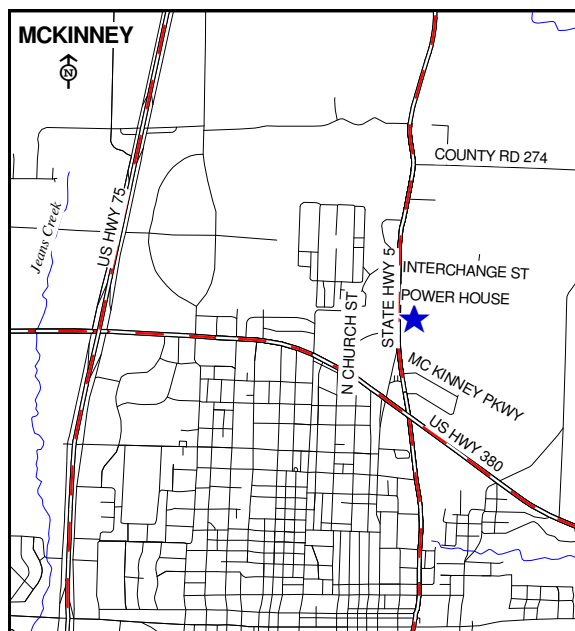 MCKINNEY
N
COUNTY RD 274
Jeans Creek
US HWY 75
STATE HWY 5
INTERCHANGE ST
POWER HOUSE
N CHURCH ST
MC KINNEY PKWY
US HWY 380